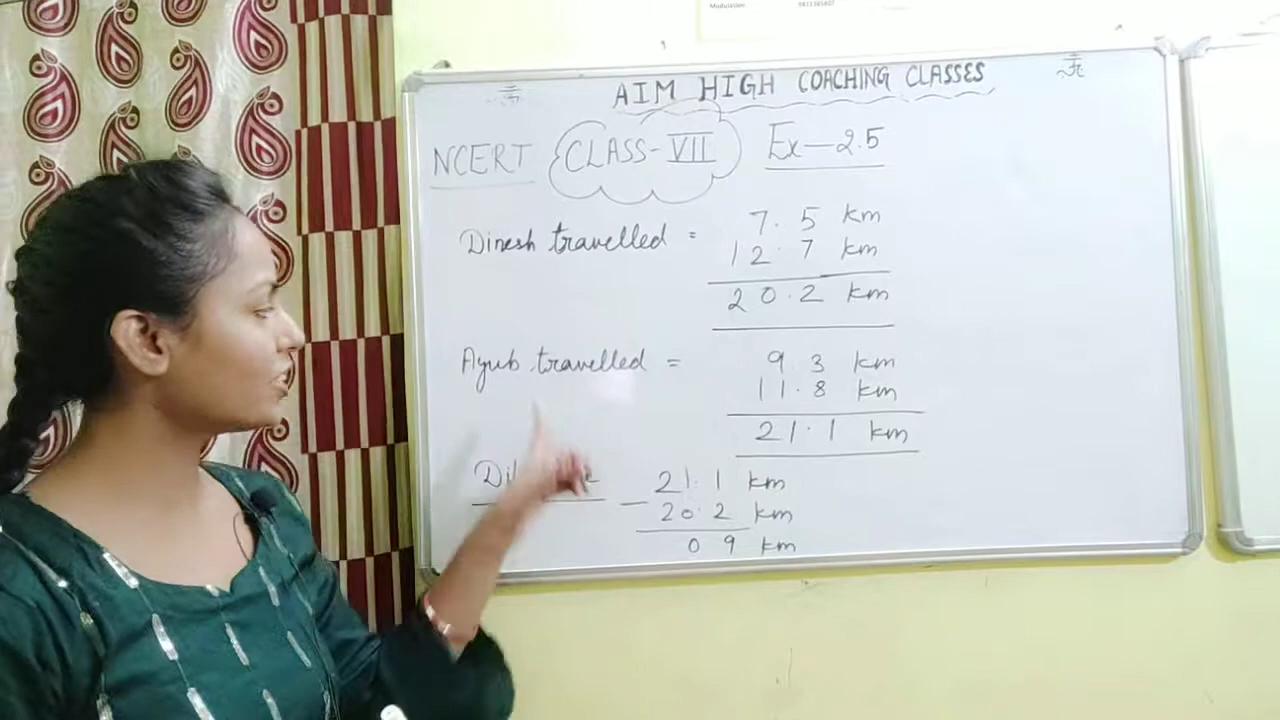 Modulation 9811385807
AIM HIGH COACHING CLASSES
NCERT CLASS-VII Ex-2.5
Dinesh travelled = 7.5 km
12.7 km
20.2 km
Ayub travelled = 9 3 km
11.8 km
21.1 km
21.1 km
- 20.2 km
0 9 km